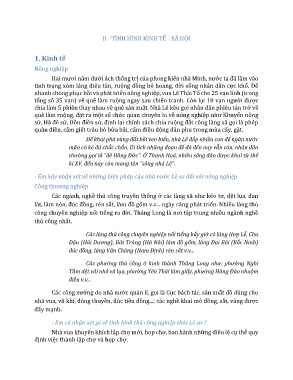 II - TÌNH HÌNH KINH TẾ - XÃ HỘI
1. Kinh tế
Nông nghiệp
Hai mươi năm dưới ách thống trị của phong kiến nhà Minh, nước ta đã lâm vào
tình trạng xóm làng điêu tàn, ruộng đồng bỏ hoang, đời sống nhân dân cực khổ. Để
nhanh chóng phục hồi và phát triển nông nghiệp, vua Lê Thái Tổ cho 25 vạn lính (trong
tổng số 35 vạn) về quê làm ruộng ngay sau chiến tranh. Còn lại 10 vạn người được
chia làm 5 phiên thay nhau về quê sản xuất. Nhà Lê kêu gọi nhân dân phiêu tán trở về
quê làm ruộng, đặt ra một số chức quan chuyên lo về nông nghiệp như Khuyến nông
sứ, Hà đê sứ, Đồn điền sứ, định lại chính sách chia ruộng đất công làng xã gọi là phép
quân điền, cấm giết trâu bò bừa bãi, cấm điều động dân phu trong mùa cấy, gặt.
Để khai phá vùng đất bồi ven biển, nhà Lê đắp nhiều con đê ngăn nước
mặn có kè đá chắc chắn. Di tích những đoạn đê đó đến nay vẫn còn, nhân dân
thường gọi là "đê Hồng Đức". Ở Thanh Hoá, nhiều sông đào được khai từ thế
kỉ XV, đến nay còn mang tên "sông nhà Lê".
- Em hãy nhận xét về những biện pháp của nhà nước Lê sơ đối với nông nghiệp.
Công thương nghiệp
Các ngành, nghề thủ công truyền thống ở các làng xã như kéo tơ, dệt lụa, đan
lát, làm nón, đúc đồng, rèn sắt, làm đồ gốm v.v... ngày càng phát triển. Nhiều làng thủ
công chuyên nghiệp nổi tiếng ra đời. Thăng Long là nơi tập trung nhiều ngành nghề
thủ công nhất.
Các làng thủ công chuyên nghiệp nổi tiếng bấy giờ có làng Hợp Lễ, Chu
Đậu (Hải Dương), Bát Tràng (Hà Nội) làm đồ gốm, làng Đại Bái (Bắc Ninh)
đúc đồng, làng Vân Chàng (Nam Định) rèn sắt v.v...
Các phường thủ công ở kinh thành Thăng Long như: phường Nghi
Tàm dệt vải nhỏ và lụa, phường Yên Thái làm giấy, phường Hàng Đào nhuộm
điều v.v...
Các công xưởng do nhà nước quản lí, gọi là Cục bách tác, sản xuất đồ dùng cho
nhà vua, vũ khí, đóng thuyền, đúc tiền đồng...; các nghề khai mỏ đồng, sắt, vàng được
đẩy mạnh.
- Em có nhận xét gì về tình hình thủ công nghiệp thời Lê sơ ?
Nhà vua khuyến khích lập chợ mới, họp chợ, ban hành những điều lệ cụ thể quy
định việc thành lập chợ và họp chợ.